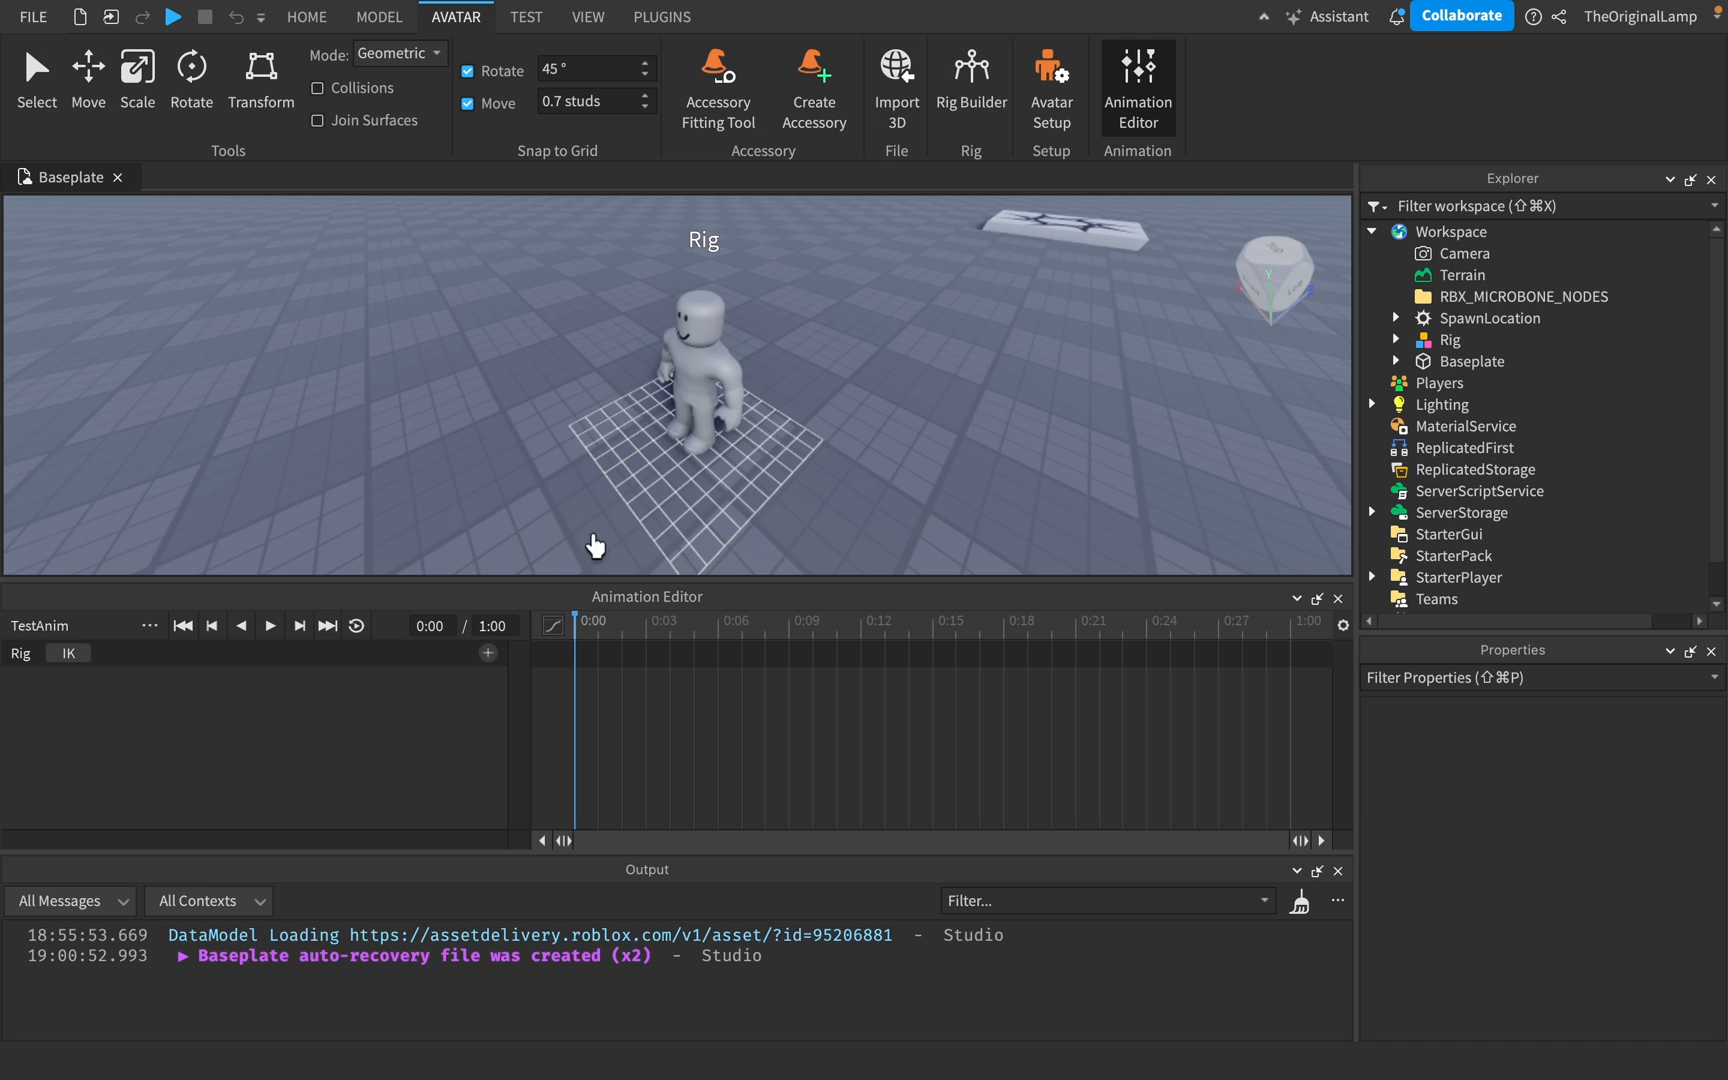 FILE HOME MODEL AVATAR TEST VIEW PLUGINS Assistant Collaborate TheOriginalLamp
Select Move Scale Rotate Transform
Mode: Geometric
Collisions
Join Surfaces
Tools
Rotate 45 °
Move 0.7 studs
Snap to Grid
Accessory Fitting Tool
Create Accessory
Accessory
Import 3D
File
Rig Builder
Rig
Avatar Setup
Setup
Animation Editor
Animation
Baseplate
Rig
Y
Explorer
Filter workspace (⇧⌘X)
Workspace
Camera
Terrain
RBX_MICROBONE_NODES
SpawnLocation
Rig
Baseplate
Players
Lighting
MaterialService
ReplicatedFirst
ReplicatedStorage
ServerScriptService
ServerStorage
StarterGui
StarterPack
StarterPlayer
Teams
Properties
Filter Properties (⇧⌘P)
Animation Editor
TestAnim ··· 0:00 / 1:00
0:00 0:03 0:06 0:09 0:12 0:15 0:18 0:21 0:24 0:27 1:00
Rig IK
Output
All Messages All Contexts Filter...
18:55:53.669 DataModel Loading https://assetdelivery.roblox.com/v1/asset/?id=95206881 - Studio
19:00:52.993 ▶ Baseplate auto-recovery file was created (x2) - Studio